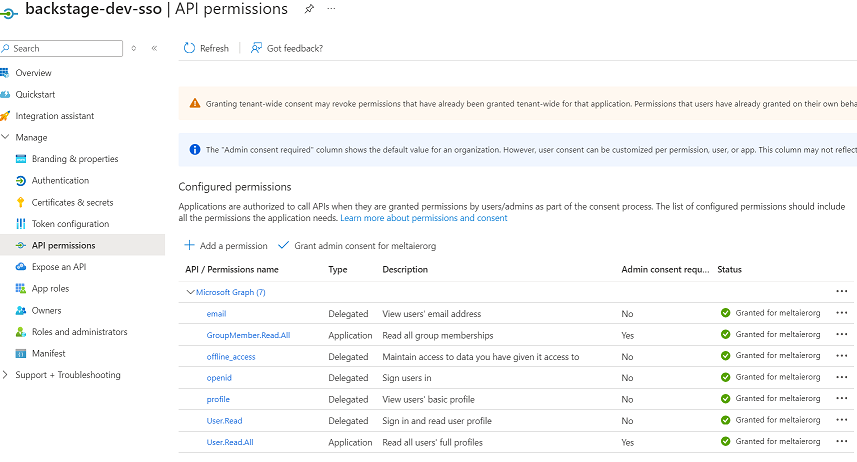 backstage-dev-sso | API permissions
Search
Refresh
Got feedback?
Overview
Quickstart
Integration assistant
Manage
Branding & properties
Authentication
Certificates & secrets
Token configuration
API permissions
Expose an API
App roles
Owners
Roles and administrators
Manifest
Support + Troubleshooting
Granting tenant-wide consent may revoke permissions that have already been granted tenant-wide for that application. Permissions that users have already granted on their own beha
The "Admin consent required" column shows the default value for an organization. However, user consent can be customized per permission, user, or app. This column may not reflect
Configured permissions
Applications are authorized to call APIs when they are granted permissions by users/admins as part of the consent process. The list of configured permissions should include
all the permissions the application needs. Learn more about permissions and consent
Add a permission
Grant admin consent for meltaierorg
API / Permissions name Type Description Admin consent requ... Status
Microsoft Graph (7)
email Delegated View users' email address No Granted for meltaierorg
GroupMember.Read.All Application Read all group memberships Yes Granted for meltaierorg
offline_access Delegated Maintain access to data you have given it access to No Granted for meltaierorg
openid Delegated Sign users in No Granted for meltaierorg
profile Delegated View users' basic profile No Granted for meltaierorg
User.Read Delegated Sign in and read user profile No Granted for meltaierorg
User.Read.All Application Read all users' full profiles Yes Granted for meltaierorg